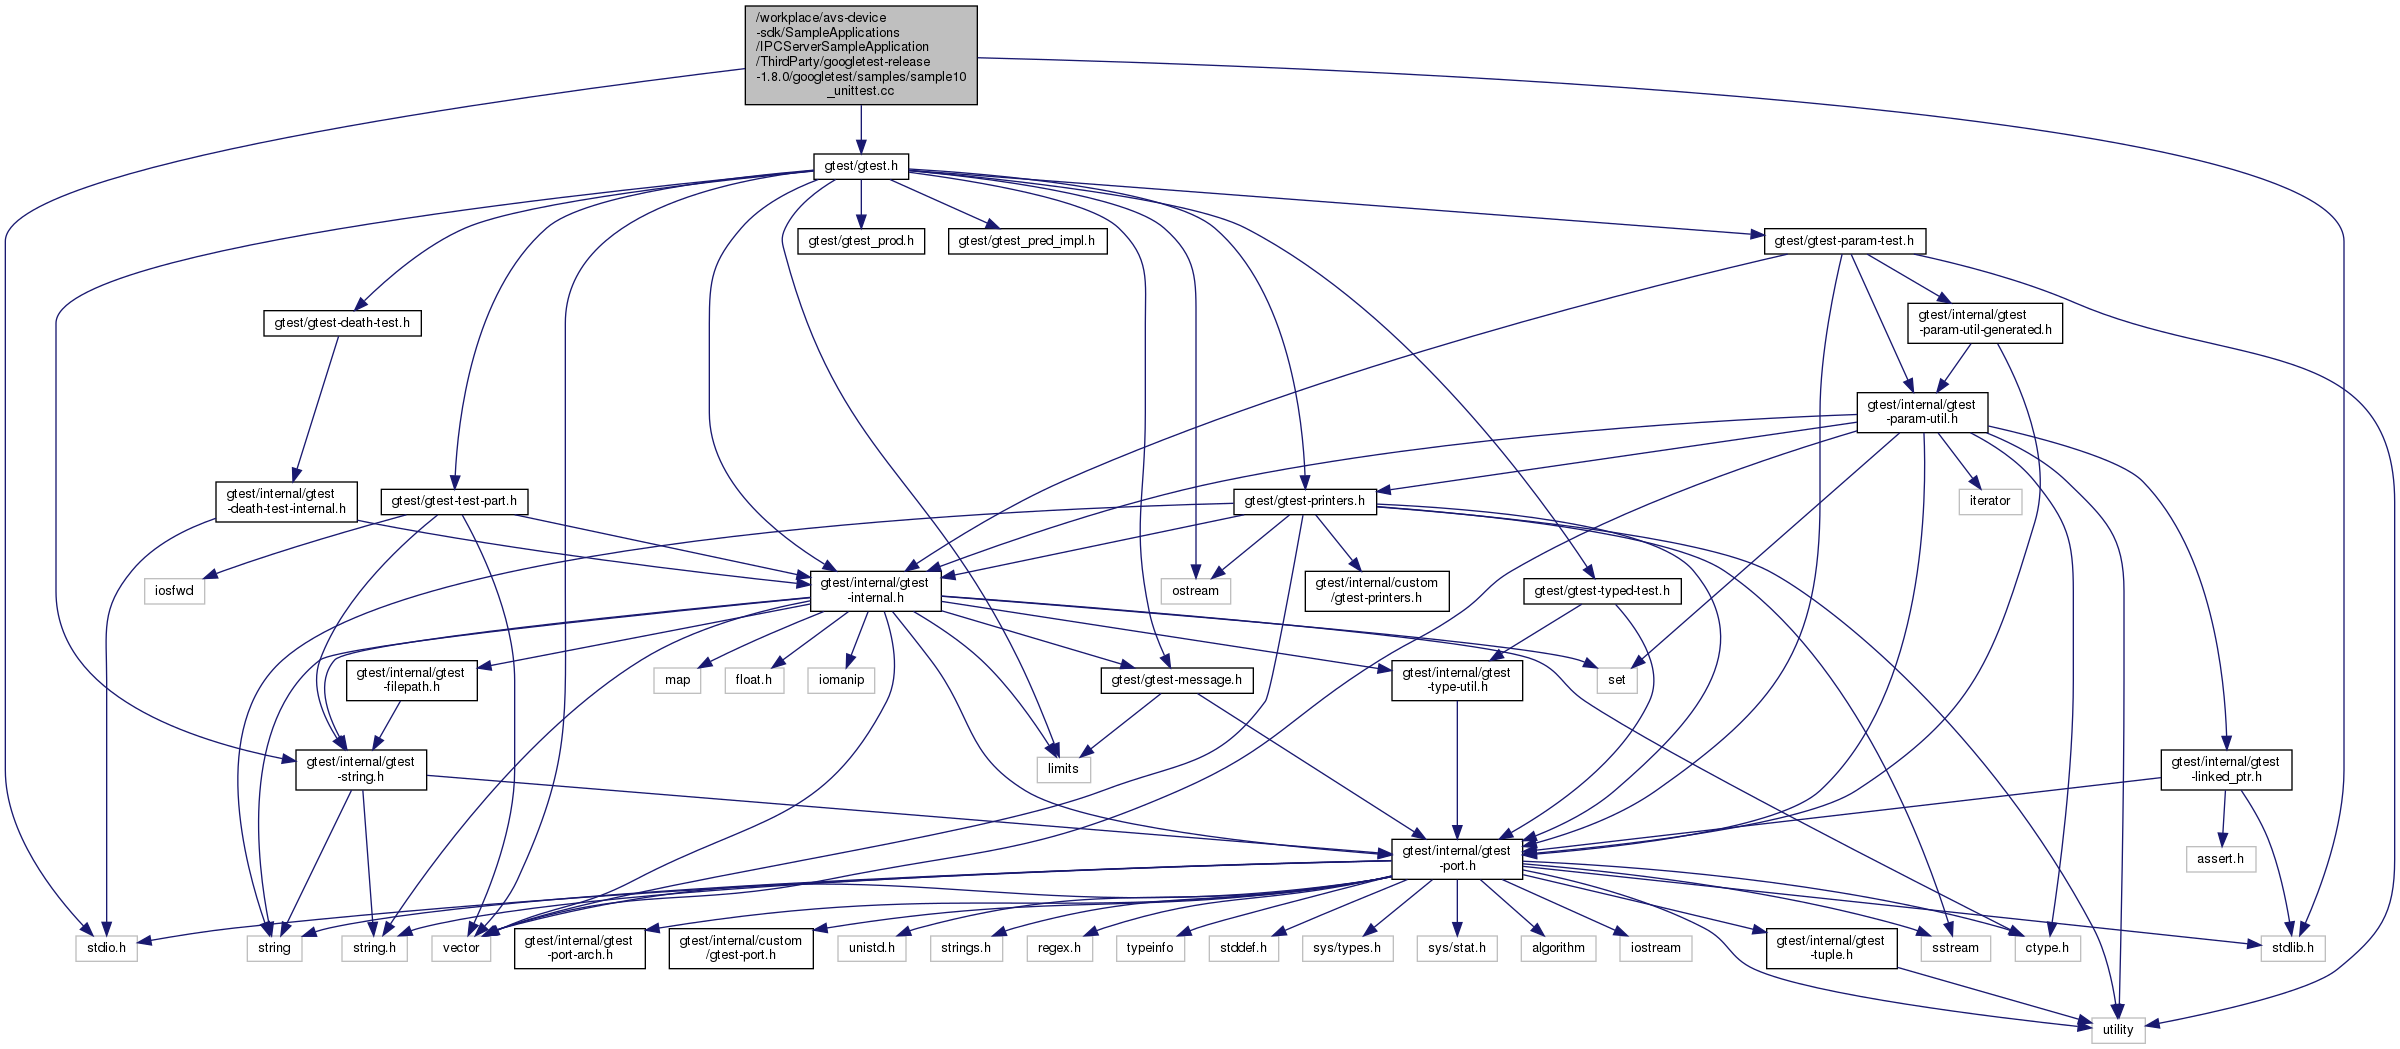 /workplace/avs-device
-sdk/SampleApplications
/IPCServerSampleApplication
/ThirdParty/googletest-release
-1.8.0/googletest/samples/sample10
_unittest.cc
gtest/gtest.h
gtest/gtest_prod.h
gtest/gtest_pred_impl.h
gtest/gtest-param-test.h
gtest/gtest-death-test.h
gtest/internal/gtest
-param-util-generated.h
gtest/internal/gtest
-param-util.h
gtest/internal/gtest
-death-test-internal.h
gtest/gtest-test-part.h
gtest/gtest-printers.h
iterator
iosfwd
gtest/internal/gtest
-internal.h
ostream
gtest/internal/custom
/gtest-printers.h
gtest/gtest-typed-test.h
gtest/internal/gtest
-filepath.h
map
float.h
iomanip
gtest/gtest-message.h
gtest/internal/gtest
-type-util.h
set
gtest/internal/gtest
-string.h
limits
gtest/internal/gtest
-linked_ptr.h
gtest/internal/gtest
-port.h
assert.h
stdio.h
string
string.h
vector
gtest/internal/gtest
-port-arch.h
gtest/internal/custom
/gtest-port.h
unistd.h
strings.h
regex.h
typeinfo
stddef.h
sys/types.h
sys/stat.h
algorithm
iostream
gtest/internal/gtest
-tuple.h
sstream
ctype.h
stdlib.h
utility